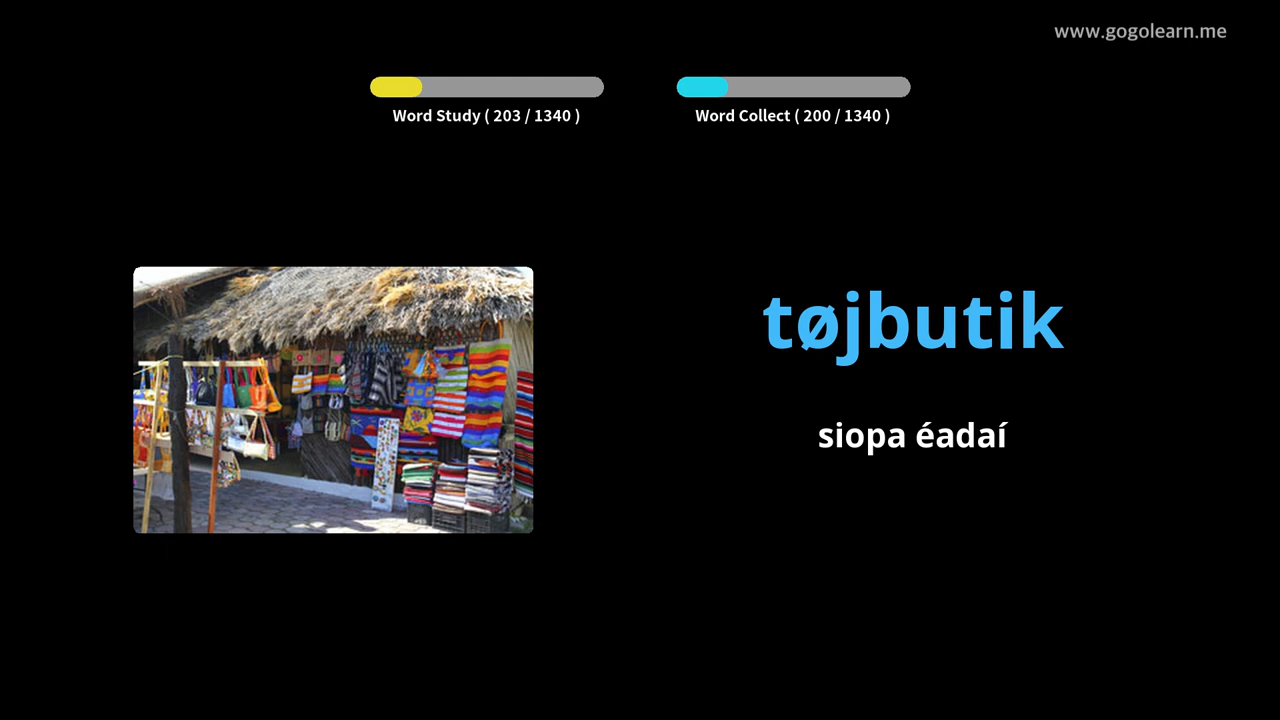 www.gogolearn.me
Word Study ( 203 / 1340 )
Word Collect ( 200 / 1340 )
tøjbutik
siopa éadaí